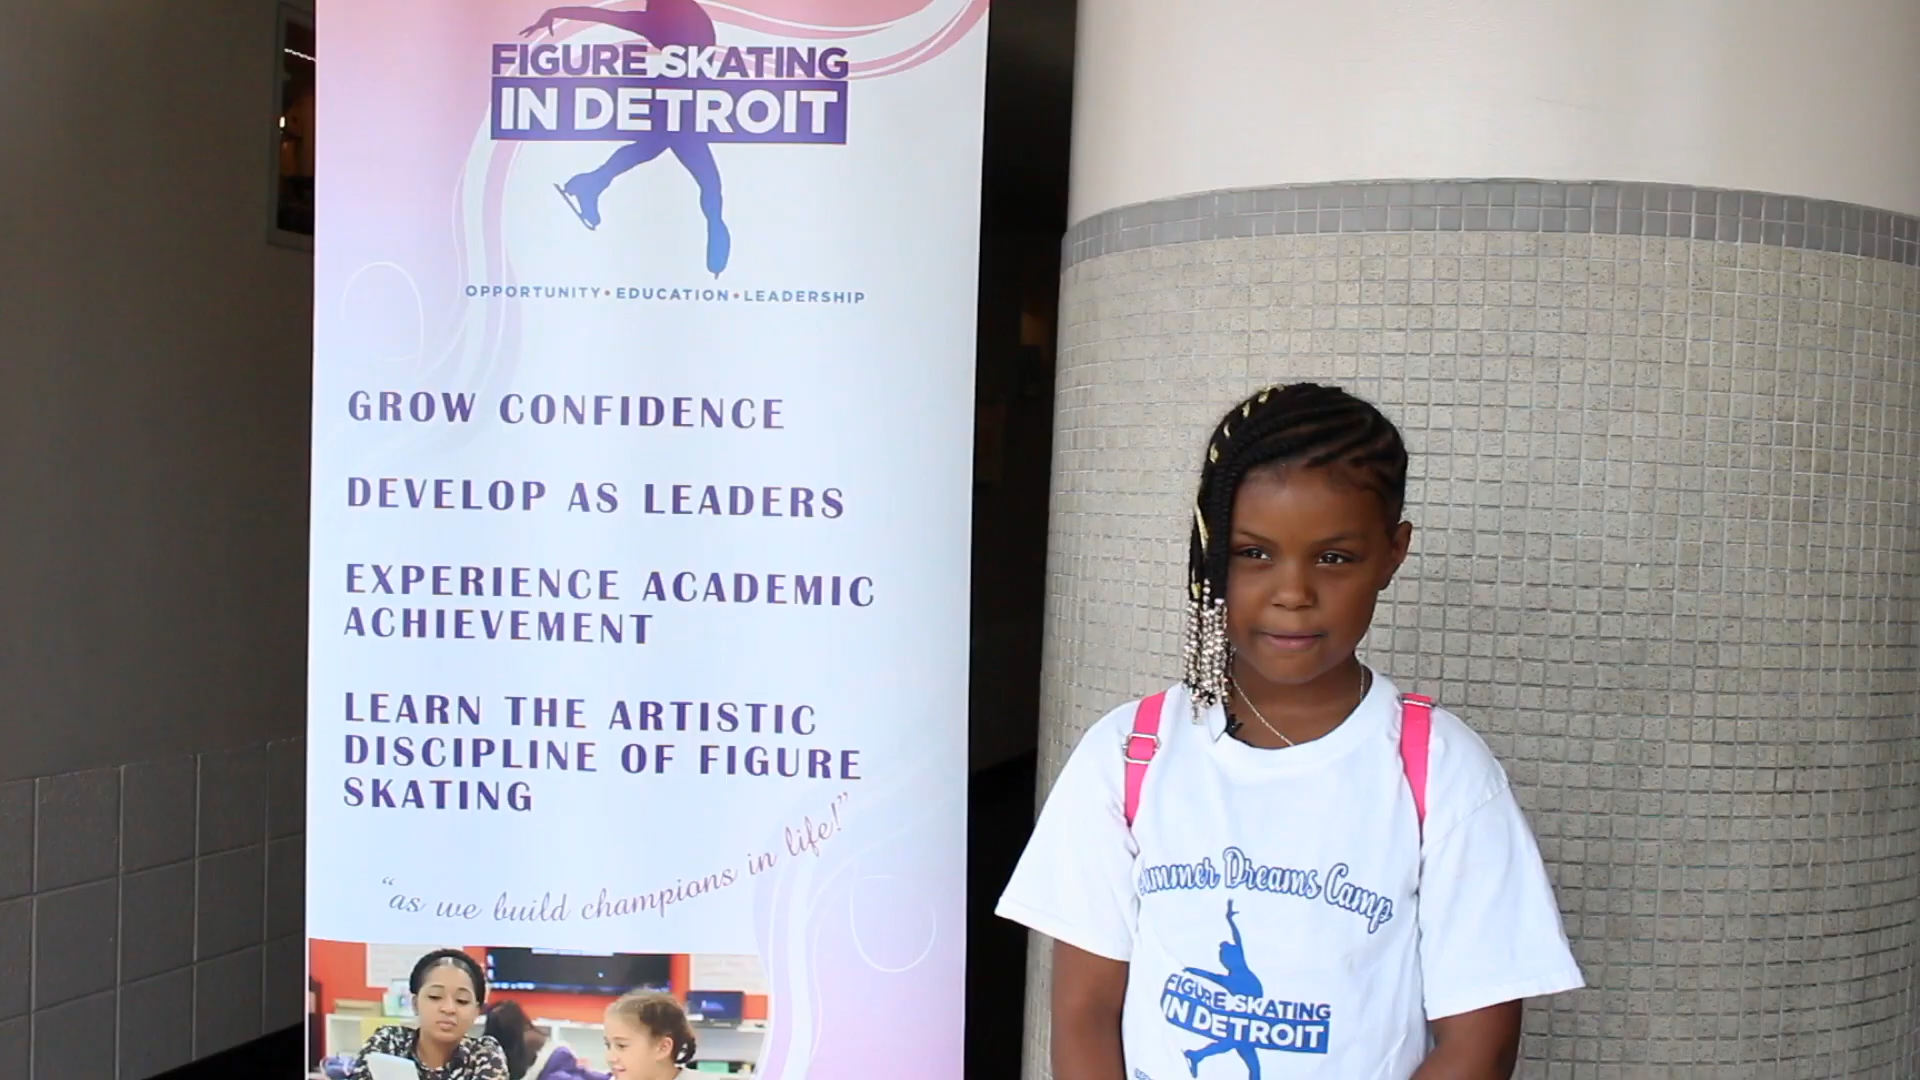 FIGURE SKATING
IN DETROIT
OPPORTUNITY • EDUCATION • LEADERSHIP
GROW CONFIDENCE
DEVELOP AS LEADERS
EXPERIENCE ACADEMIC
ACHIEVEMENT
LEARN THE ARTISTIC
DISCIPLINE OF FIGURE
SKATING
“as we build champions in life!”
Summer Dreams Camp
FIGURE SKATING
IN DETROIT